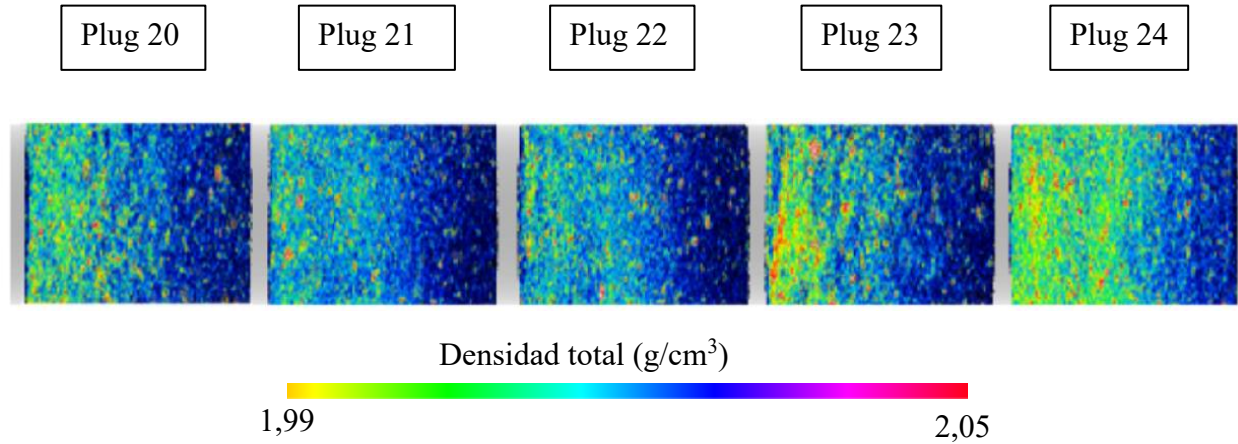 Plug 20
Plug 21
Plug 22
Plug 23
Plug 24
Densidad total (g/cm³)
1,99
2,05